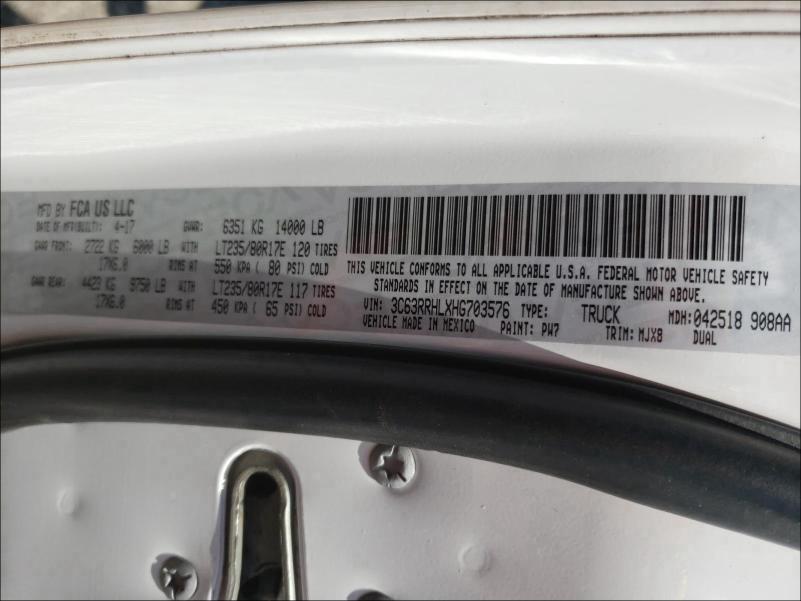 MFD BY FCA US LLC
DATE OF MFR(BUILT): 4-17 GVWR: 6351 KG 14000 LB
GAWR FRONT: 2722 KG 6000 LB WITH LT235/80R17E 120 TIRES
17X6.0 RIMS AT 550 KPA ( 80 PSI) COLD
GAWR REAR: 4423 KG 9750 LB WITH LT235/80R17E 117 TIRES
17X6.0 RIMS AT 450 KPA ( 65 PSI) COLD
THIS VEHICLE CONFORMS TO ALL APPLICABLE U.S.A. FEDERAL MOTOR VEHICLE SAFETY
STANDARDS IN EFFECT ON THE DATE OF MANUFACTURE SHOWN ABOVE.
VIN: 3C63RRHLXHG703576 TYPE: TRUCK MDH: 042518 908AA
VEHICLE MADE IN MEXICO PAINT: PW7 TRIM: MJX8 DUAL